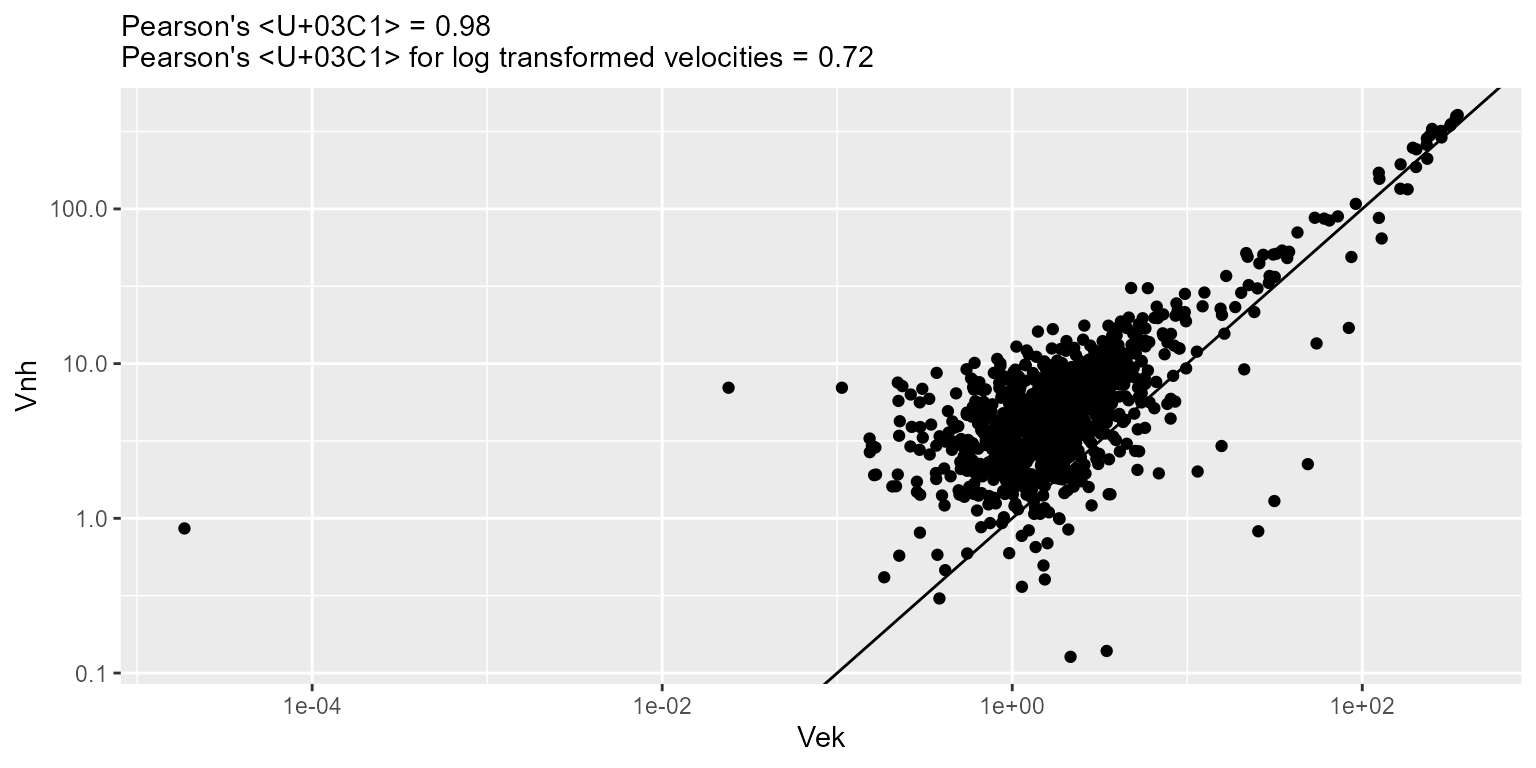 Pearson's <U+03C1> = 0.98
Pearson's <U+03C1> for log transformed velocities = 0.72
Vnh
100.0
10.0
1.0
0.1
1e-04 1e-02 1e+00 1e+02
Vek